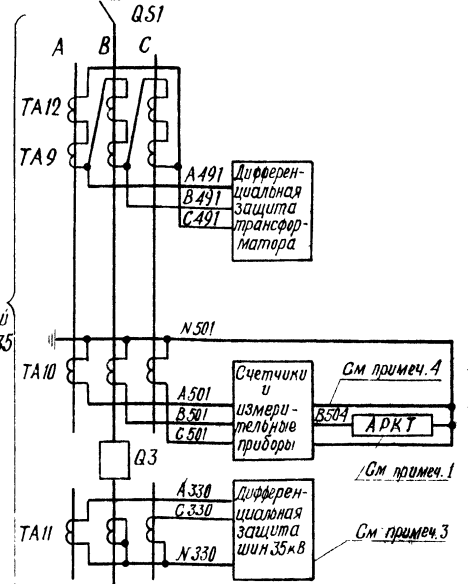 QS1
A B C
TA12
TA9
A491
B491
C491
Дифферен-
циальная
защита
трансфор-
матора
й
35
N501
TA10
A501
B501
C501
Счетчики
и
измери-
тельные
приборы
См примеч. 4
B504
АРКТ
См примеч. 1
Q3
TA11
A330
C330
N330
Дифферен-
циальная
защита
шин 35кВ
См примеч. 3